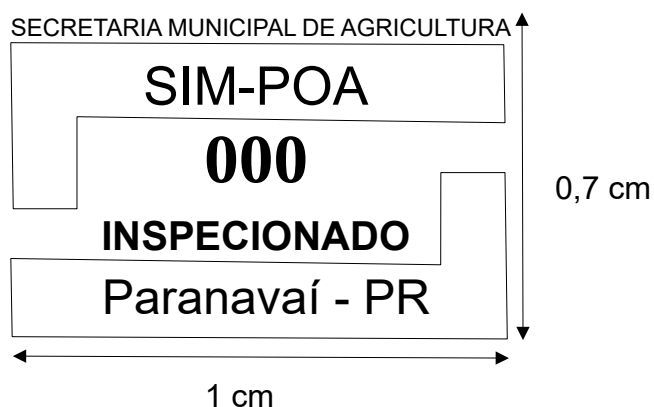 SECRETARIA MUNICIPAL DE AGRICULTURA
SIM-POA
000
0,7 cm
INSPECIONADO
Paranavaí - PR
1 cm